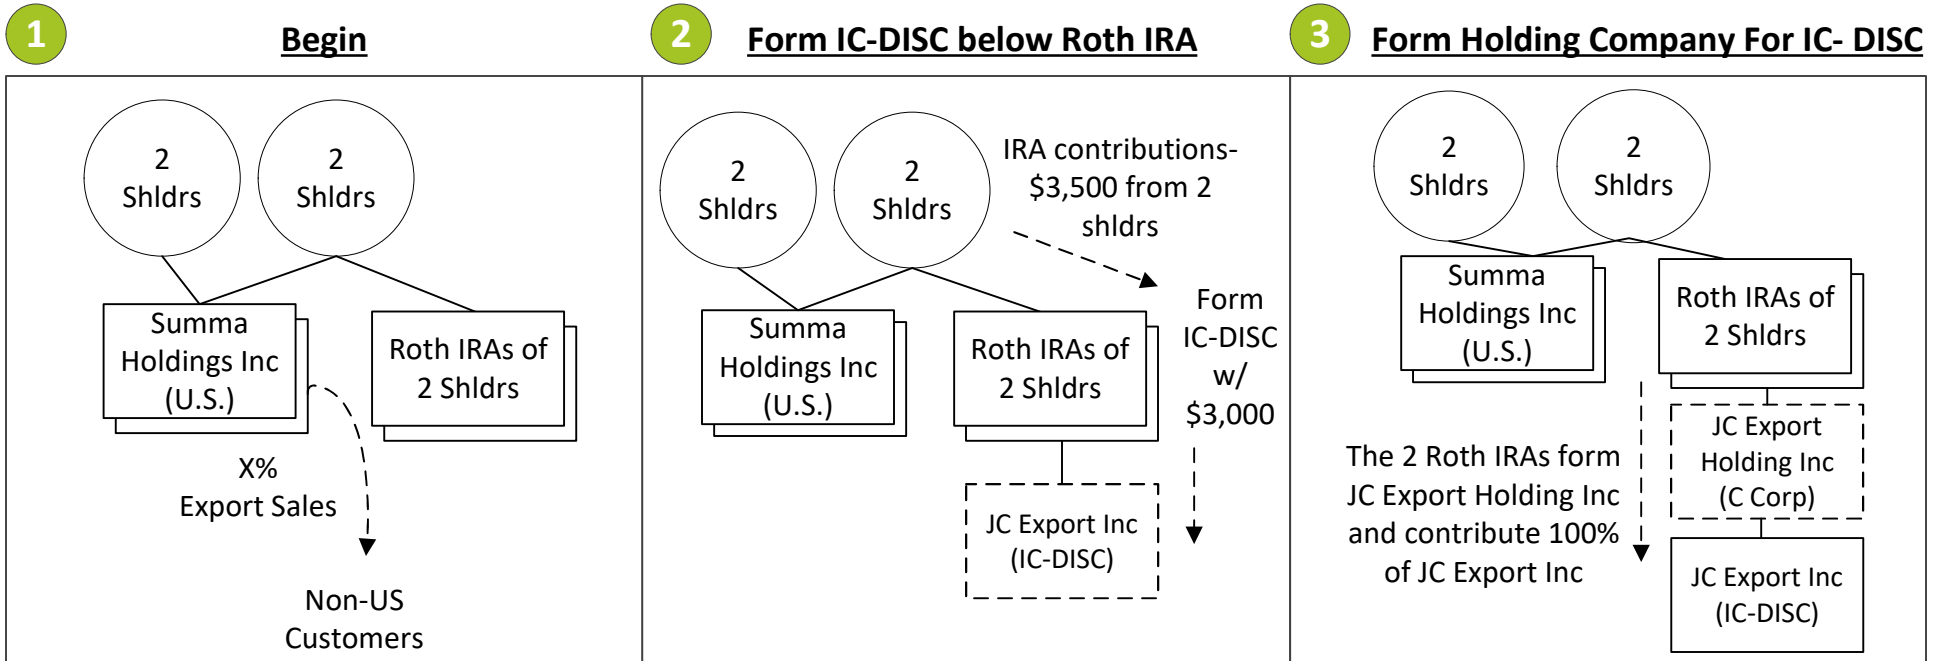 1
Begin
2
Shldrs
2
Shldrs
Summa
Holdings Inc
(U.S.)
Roth IRAs of
2 Shldrs
X%
Export Sales
Non-US
Customers
2
Form IC-DISC below Roth IRA
2
Shldrs
2
Shldrs
IRA contributions-
$3,500 from 2
shldrs
Summa
Holdings Inc
(U.S.)
Roth IRAs of
2 Shldrs
Form
IC-DISC
w/
$3,000
JC Export Inc
(IC-DISC)
3
Form Holding Company For IC- DISC
2
Shldrs
2
Shldrs
Summa
Holdings Inc
(U.S.)
Roth IRAs of
2 Shldrs
The 2 Roth IRAs form
JC Export Holding Inc
and contribute 100%
of JC Export Inc
JC Export
Holding Inc
(C Corp)
JC Export Inc
(IC-DISC)